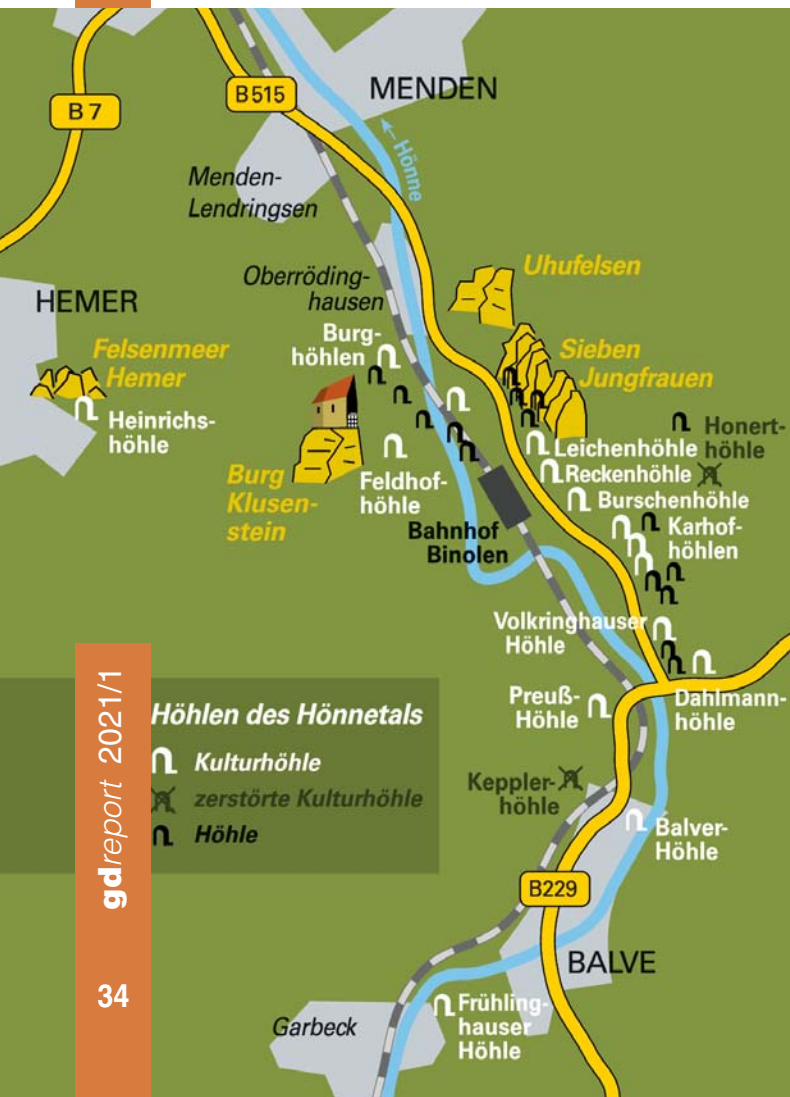 B 7
B515
MENDEN
Hönne
Menden-
Lendringsen
Oberröding-
hausen
Uhufelsen
HEMER
Felsenmeer
Hemer
Heinrichs-
höhle
Burg-
höhlen
Sieben
Jungfrauen
Burg
Klusen-
stein
Feldhof-
höhle
Leichenhöhle
Honert-
höhle
Reckenhöhle
Burschenhöhle
Karhof-
höhlen
Bahnhof
Binolen
Volkringhauser
Höhle
Preuß-
Höhle
Dahlmann-
höhle
Keppler-
höhle
Balver-
Höhle
B229
BALVE
Garbeck
Frühling-
hauser
Höhle
Höhlen des Hönnetals
Kulturhöhle
zerstörte Kulturhöhle
Höhle
gdreport 2021/1
34